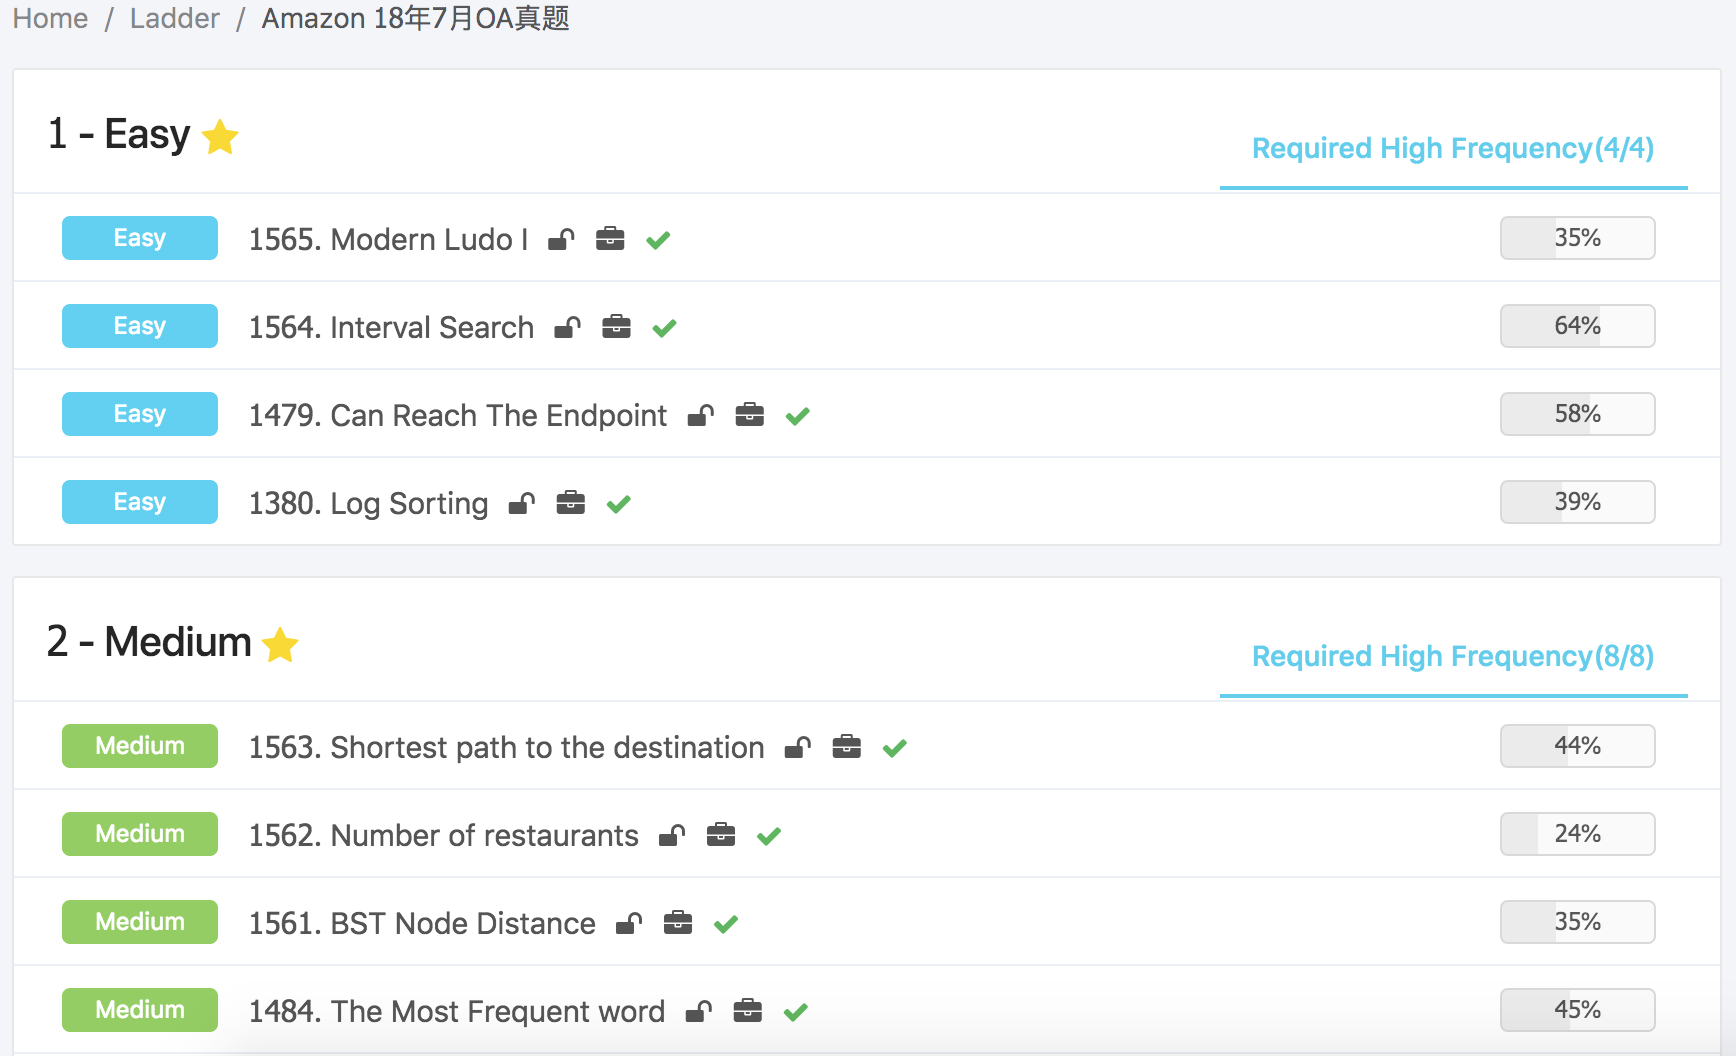 Home / Ladder / Amazon 18年7月OA真题
1 - Easy
Required High Frequency(4/4)
Easy 1565. Modern Ludo I 35%
Easy 1564. Interval Search 64%
Easy 1479. Can Reach The Endpoint 58%
Easy 1380. Log Sorting 39%
2 - Medium
Required High Frequency(8/8)
Medium 1563. Shortest path to the destination 44%
Medium 1562. Number of restaurants 24%
Medium 1561. BST Node Distance 35%
Medium 1484. The Most Frequent word 45%